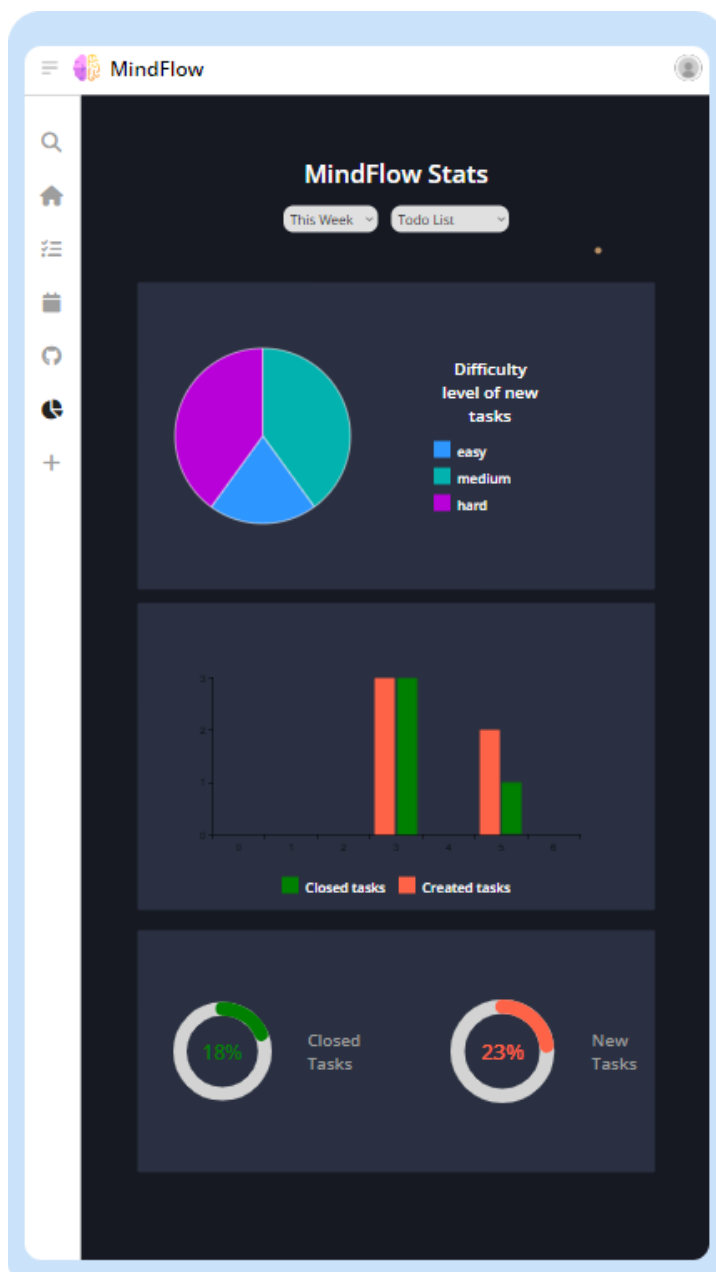 MindFlow
MindFlow Stats
This Week
Todo List
Difficulty
level of new
tasks
easy
medium
hard
3
2
1
0
0 1 2 3 4 5 6
Closed tasks Created tasks
18%
Closed
Tasks
23%
New
Tasks